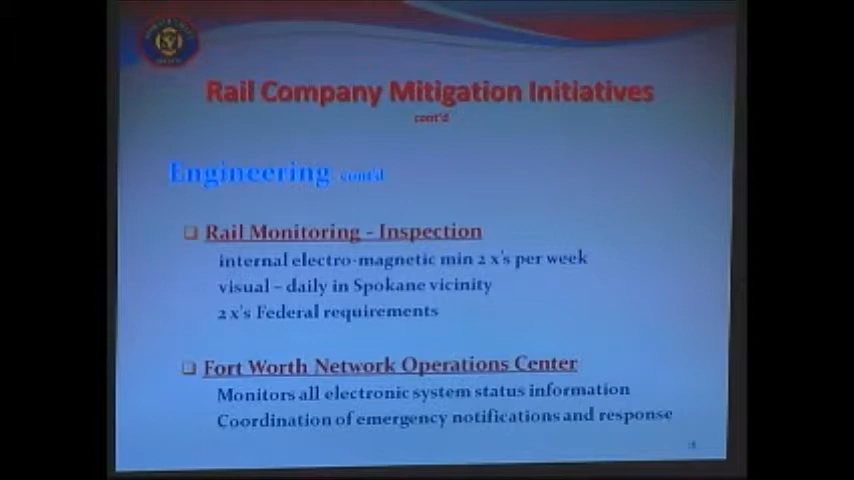 Rail Company Mitigation Initiatives
cont'd
Engineering cont'd
❑ Rail Monitoring - Inspection
internal electro-magnetic min 2 x's per week
visual – daily in Spokane vicinity
2 x's Federal requirements
❑ Fort Worth Network Operations Center
Monitors all electronic system status information
Coordination of emergency notifications and response